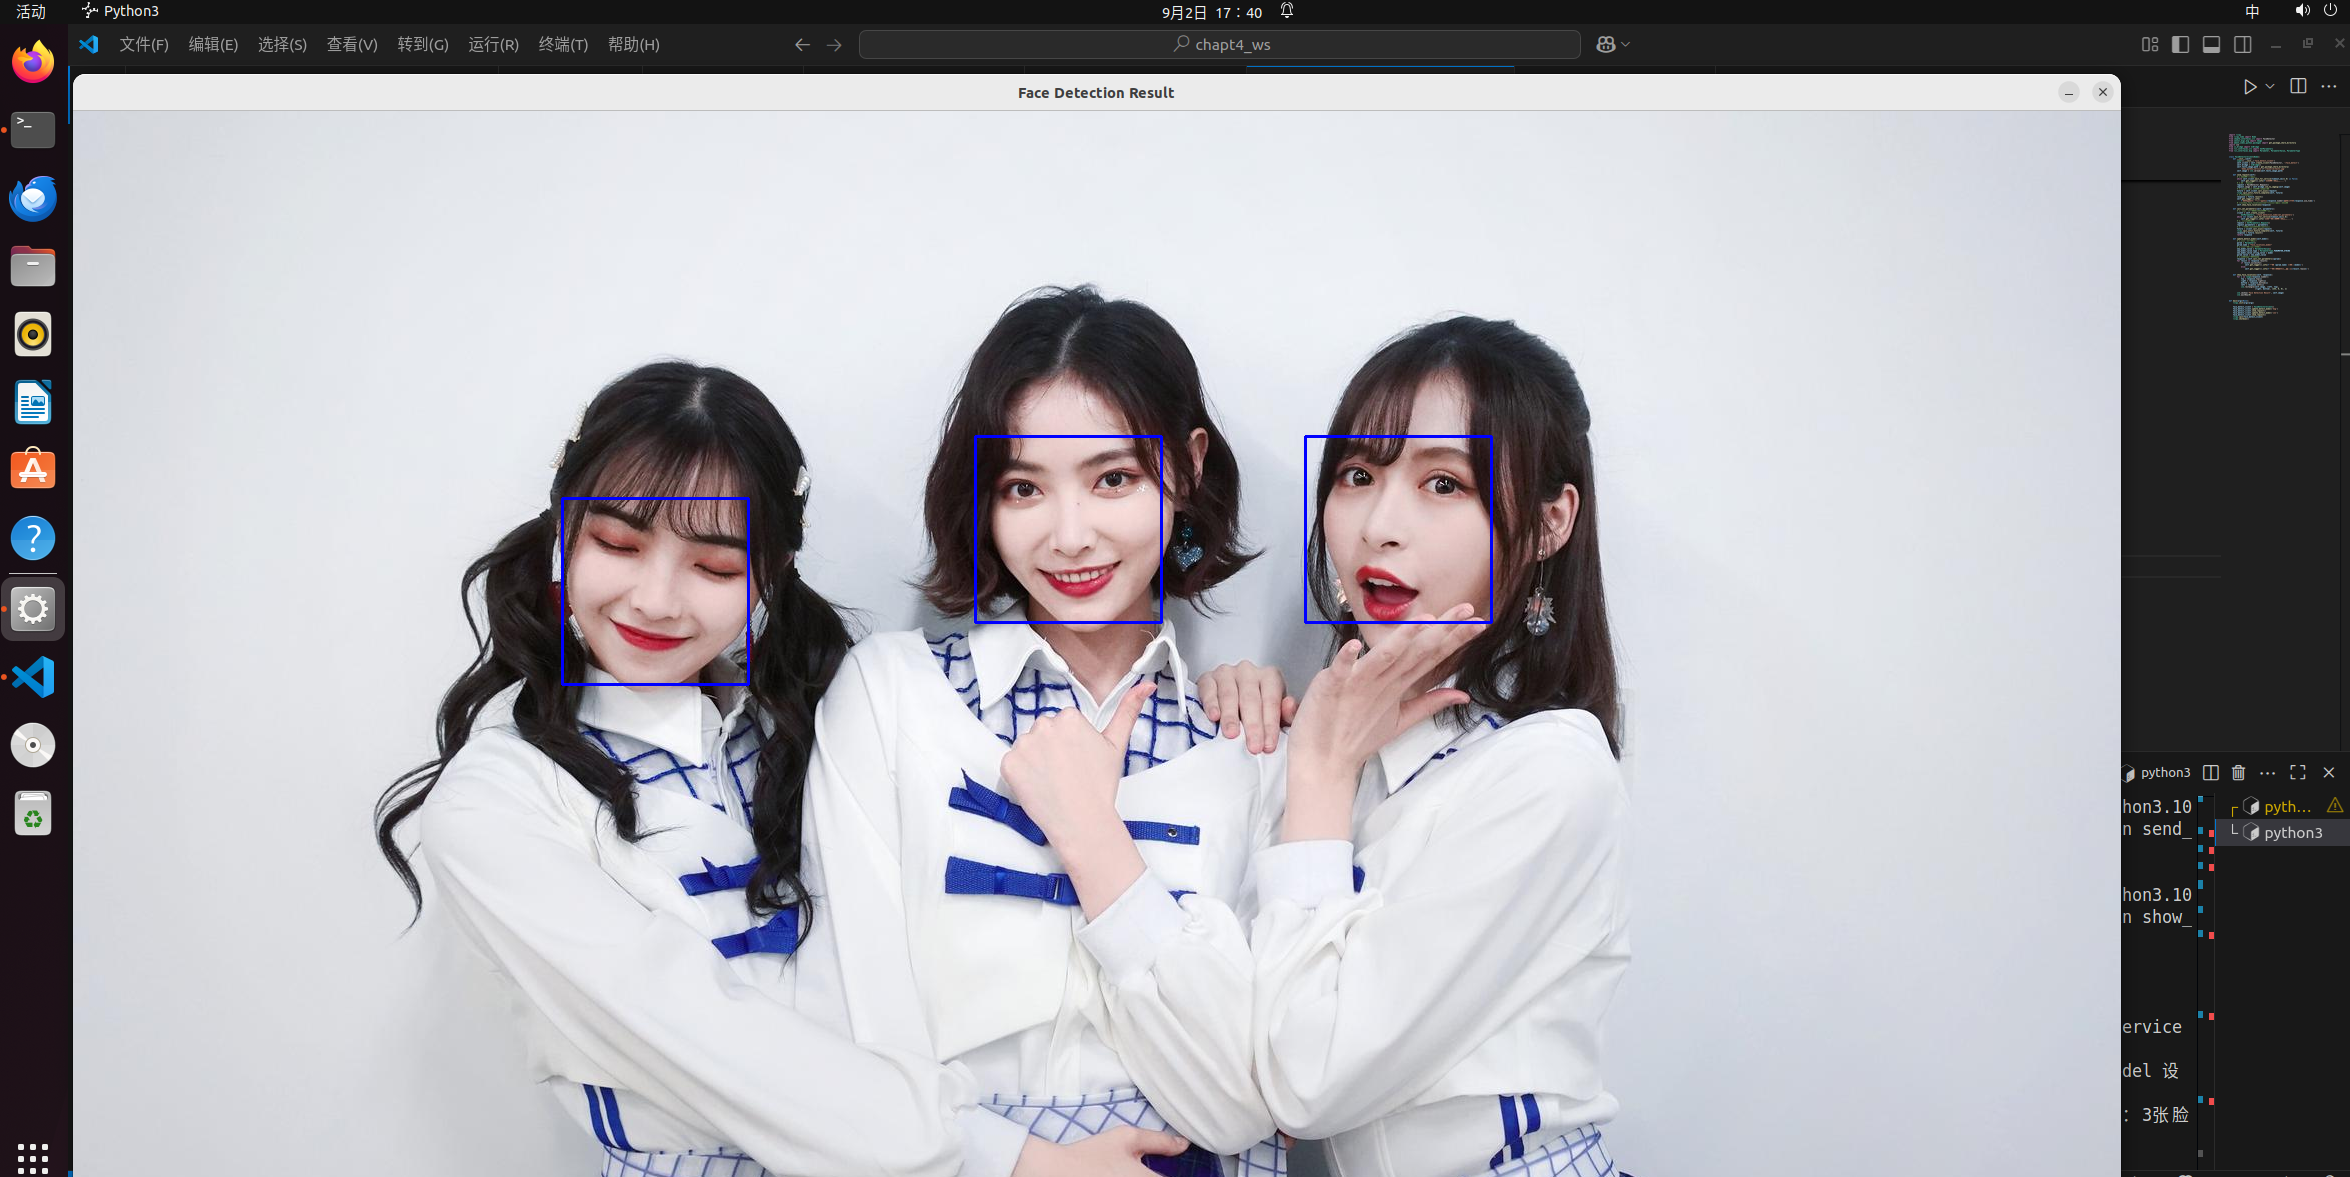 活动
Python3
9月2日 17：40
中
文件(F) 编辑(E) 选择(S) 查看(V) 转到(G) 运行(R) 终端(T) 帮助(H)
chapt4_ws
Face Detection Result
>_
?
python3
hon3.10
pyth...
n send_
python3
hon3.10
n show_
ervice
del 设
: 3张脸